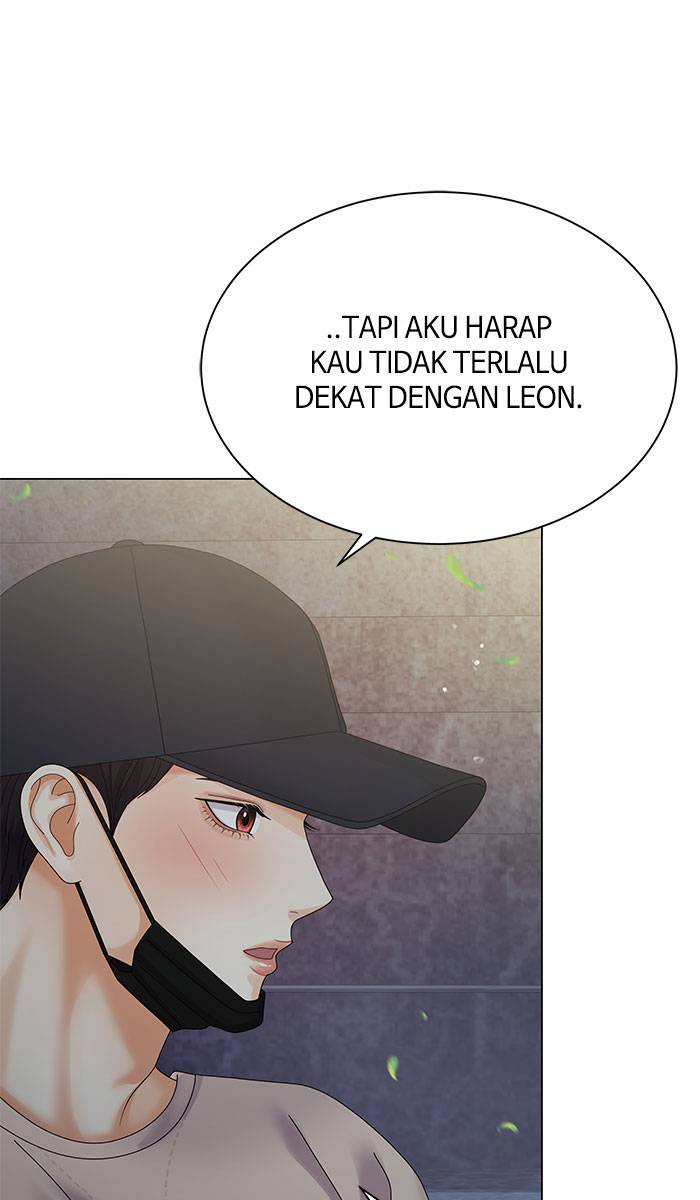 ..TAPI AKU HARAP
KAU TIDAK TERLALU
DEKAT DENGAN LEON.